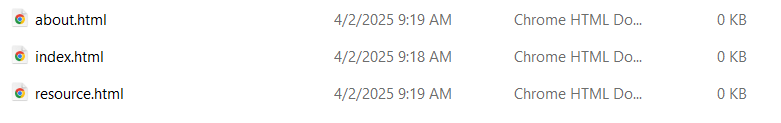 about.html 4/2/2025 9:19 AM Chrome HTML Do... 0 KB
index.html 4/2/2025 9:18 AM Chrome HTML Do... 0 KB
resource.html 4/2/2025 9:19 AM Chrome HTML Do... 0 KB